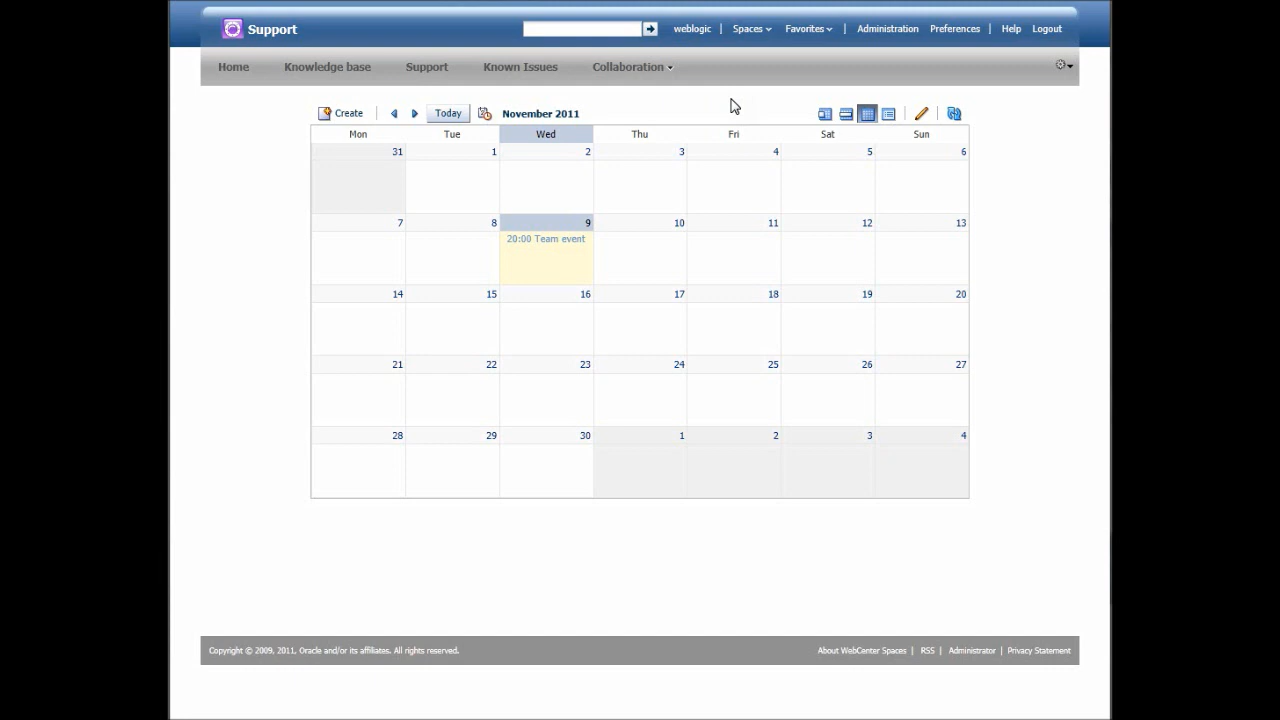 Support
weblogic | Spaces | Favorites | Administration Preferences | Help Logout
Home Knowledge base Support Known Issues Collaboration
Create Today November 2011
Mon Tue Wed Thu Fri Sat Sun
31 1 2 3 4 5 6
7 8 9 10 11 12 13
20:00 Team event
14 15 16 17 18 19 20
21 22 23 24 25 26 27
28 29 30 1 2 3 4
Copyright © 2009, 2011, Oracle and/or its affiliates. All rights reserved. About WebCenter Spaces | RSS | Administrator | Privacy Statement